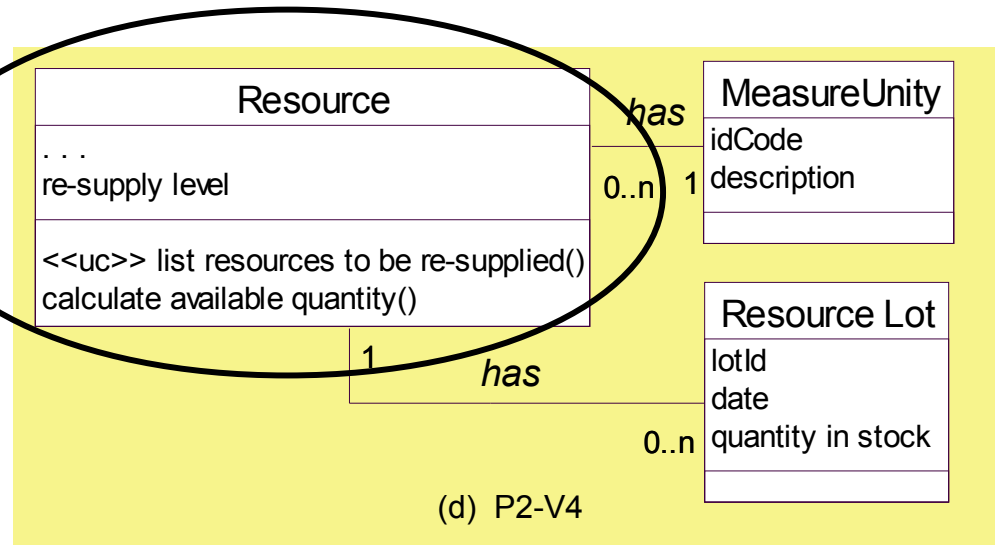 Resource
. . .
re-supply level
<<uc>> list resources to be re-supplied()
calculate available quantity()
has
0..n
1
MeasureUnity
idCode
description
1
has
0..n
Resource Lot
lotId
date
quantity in stock
(d) P2-V4